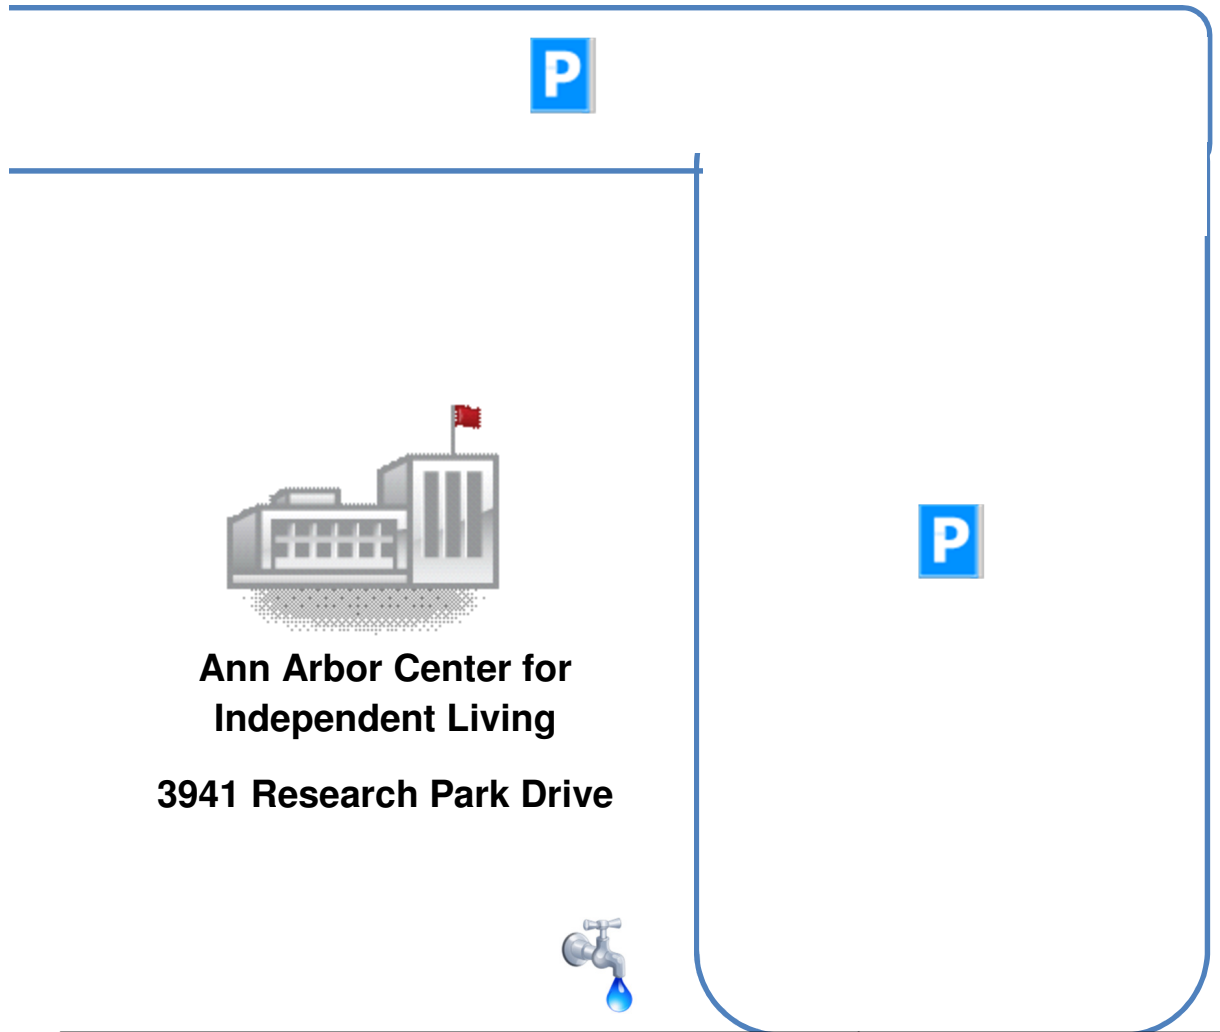 P
P
Ann Arbor Center for
Independent Living
3941 Research Park Drive